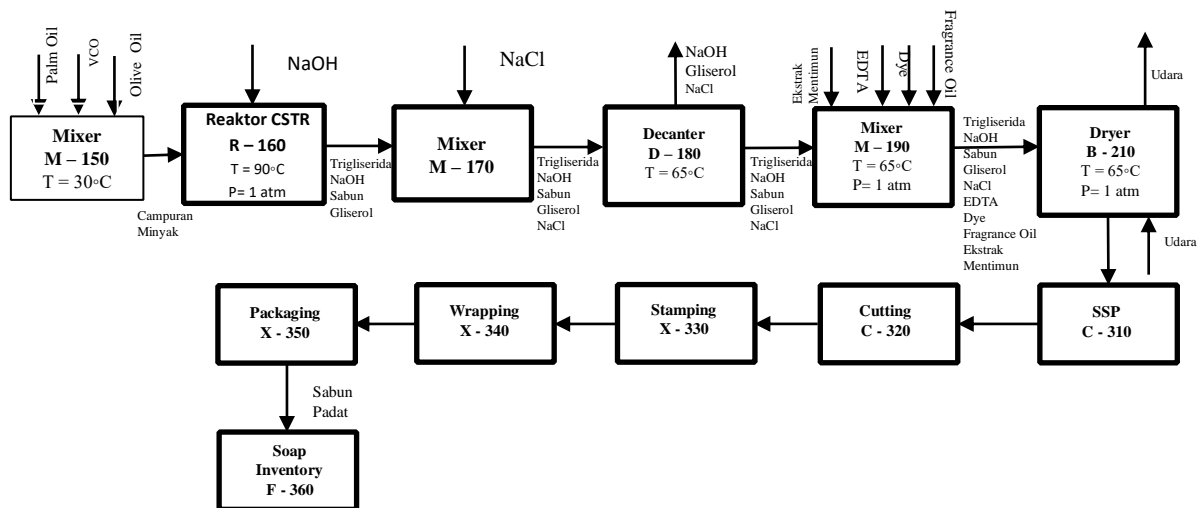 Palm Oil
VCO
Olive Oil
NaOH
NaCl
NaOH
Gliserol
NaCl
Ekstrak
Mentimun
EDTA
Dye
Fragrance Oil
Udara
Mixer
M – 150
T = 30◦C
Campuran
Minyak
Reaktor CSTR
R – 160
T = 90◦C
P= 1 atm
Trigliserida
NaOH
Sabun
Gliserol
Mixer
M – 170
Trigliserida
NaOH
Sabun
Gliserol
NaCl
Decanter
D – 180
T = 65◦C
Trigliserida
NaOH
Sabun
Gliserol
NaCl
Mixer
M – 190
T = 65◦C
P= 1 atm
Trigliserida
NaOH
Sabun
Gliserol
NaCl
EDTA
Dye
Fragrance Oil
Ekstrak
Mentimun
Dryer
B - 210
T = 65◦C
P= 1 atm
Udara
SSP
C - 310
Cutting
C - 320
Stamping
X - 330
Wrapping
X - 340
Packaging
X - 350
Sabun
Padat
Soap
Inventory
F - 360